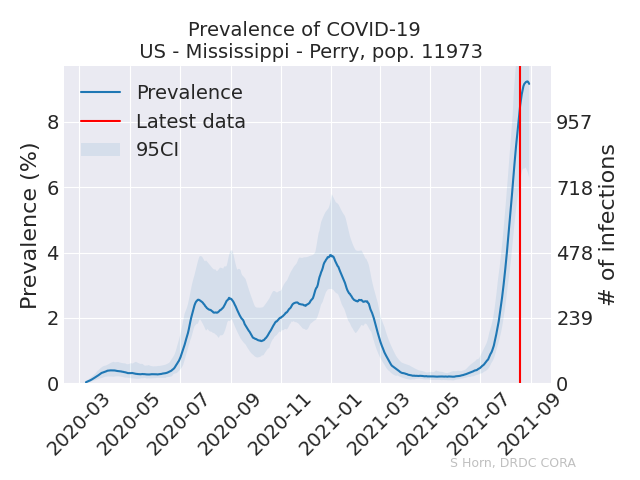 Prevalence of COVID-19
US - Mississippi - Perry, pop. 11973
Prevalence
Latest data
95CI
Prevalence (%)
8
6
4
2
0
957
718
478
239
0
# of infections
2020-03
2020-05
2020-07
2020-09
2020-11
2021-01
2021-03
2021-05
2021-07
2021-09
S Horn, DRDC CORA